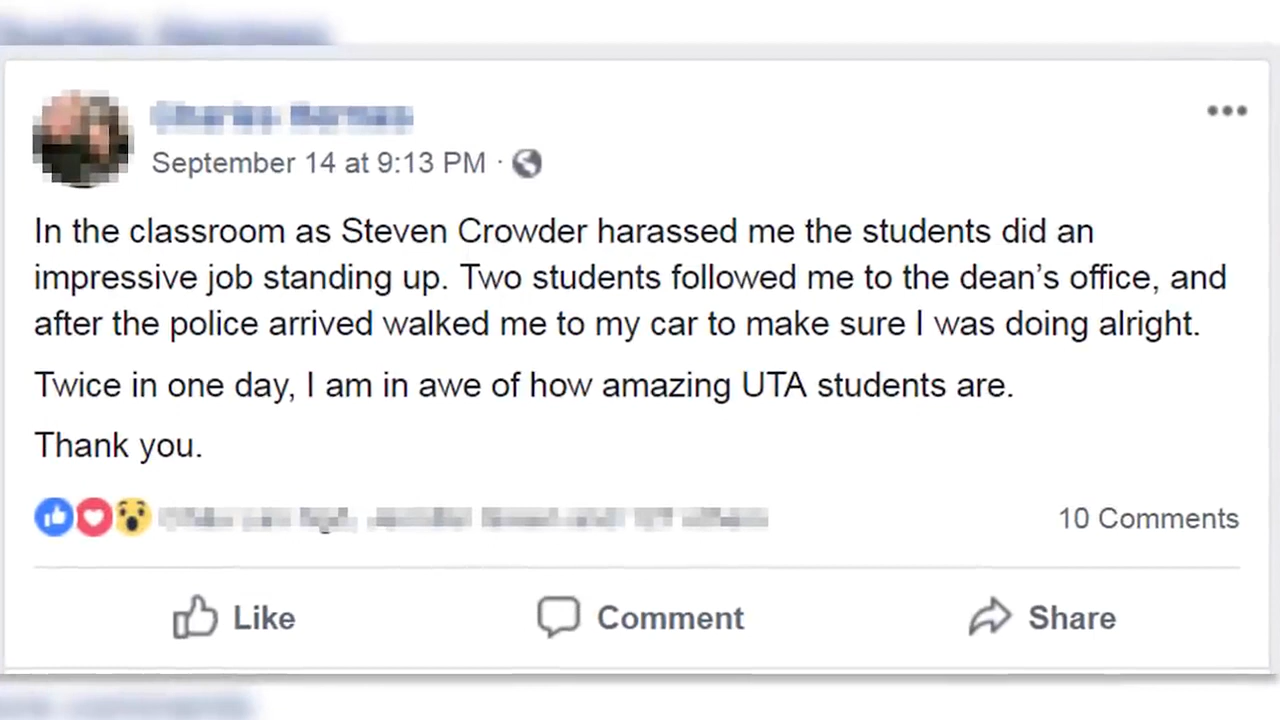 September 14 at 9:13 PM ·
In the classroom as Steven Crowder harassed me the students did an
impressive job standing up. Two students followed me to the dean’s office, and
after the police arrived walked me to my car to make sure I was doing alright.
Twice in one day, I am in awe of how amazing UTA students are.
Thank you.
10 Comments
Like
Comment
Share